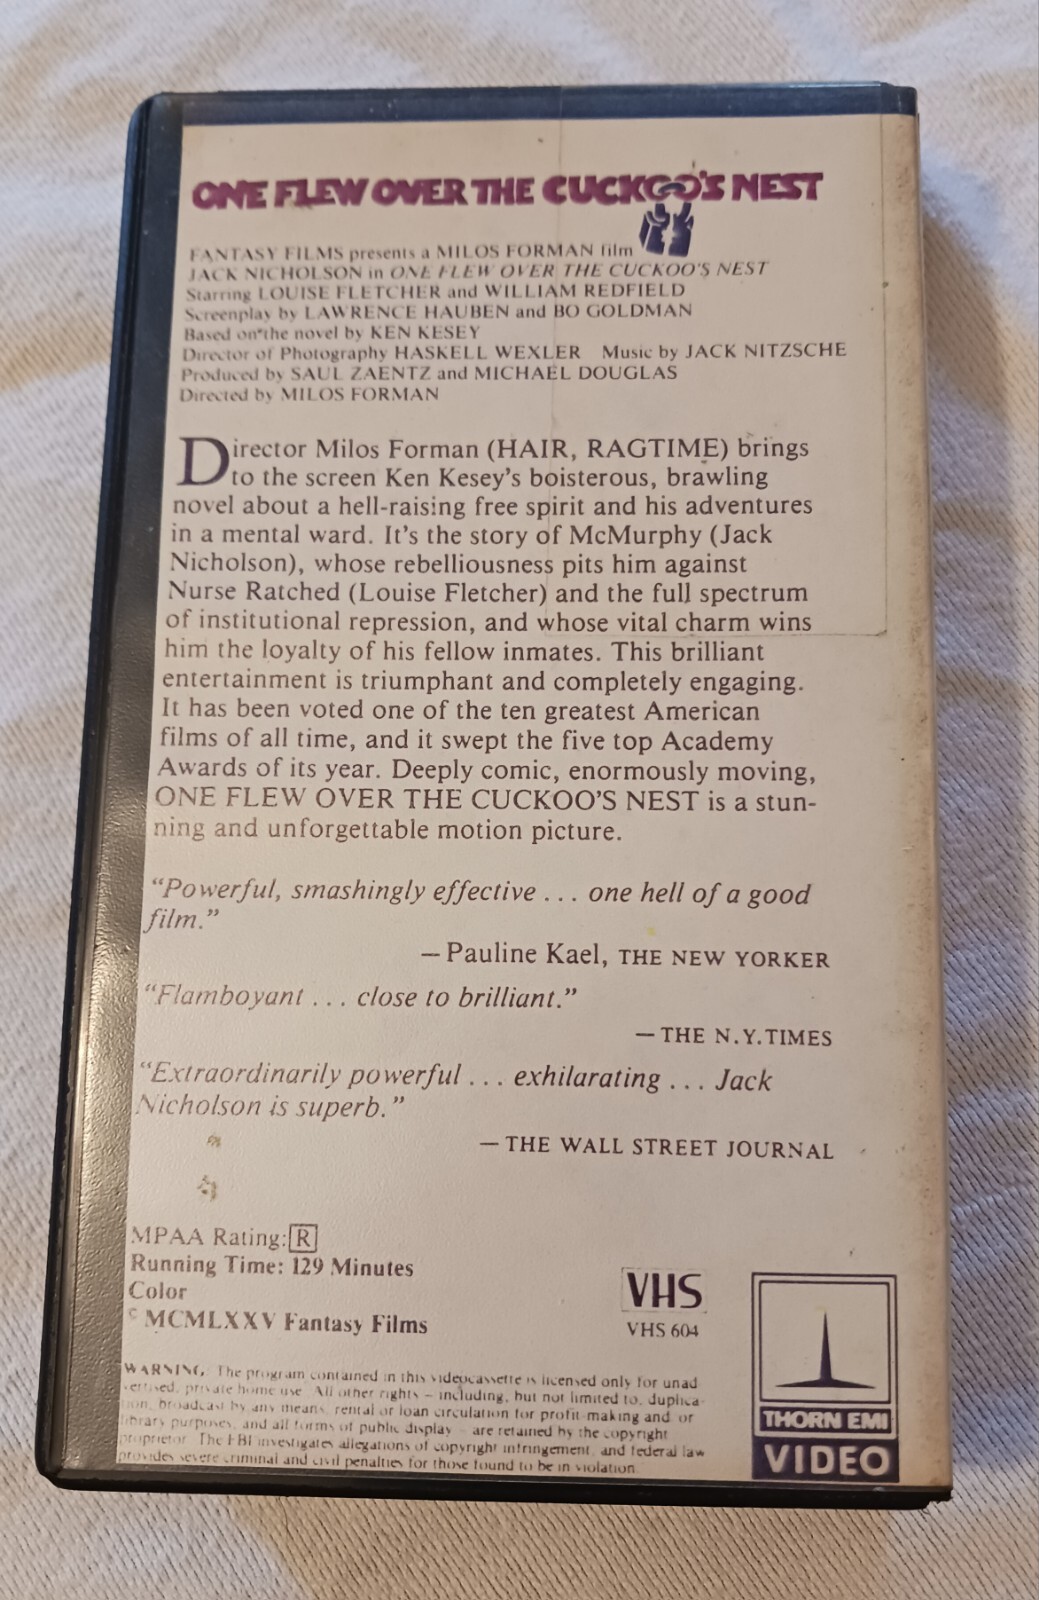 ONE FLEW OVER THE CUCKOO'S NEST
FANTASY FILMS presents a MILOS FORMAN film
JACK NICHOLSON in ONE FLEW OVER THE CUCKOO'S NEST
Starring LOUISE FLETCHER and WILLIAM REDFIELD
Screenplay by LAWRENCE HAUBEN and BO GOLDMAN
Based on the novel by KEN KESEY
Director of Photography HASKELL WEXLER Music by JACK NITZSCHE
Produced by SAUL ZAENTZ and MICHAEL DOUGLAS
Directed by MILOS FORMAN
Director Milos Forman (HAIR, RAGTIME) brings
to the screen Ken Kesey's boisterous, brawling
novel about a hell-raising free spirit and his adventures
in a mental ward. It's the story of McMurphy (Jack
Nicholson), whose rebelliousness pits him against
Nurse Ratched (Louise Fletcher) and the full spectrum
of institutional repression, and whose vital charm wins
him the loyalty of his fellow inmates. This brilliant
entertainment is triumphant and completely engaging.
It has been voted one of the ten greatest American
films of all time, and it swept the five top Academy
Awards of its year. Deeply comic, enormously moving,
ONE FLEW OVER THE CUCKOO'S NEST is a stun-
ning and unforgettable motion picture.
“Powerful, smashingly effective . . . one hell of a good
film.”
—Pauline Kael, THE NEW YORKER
“Flamboyant . . . close to brilliant.”
—THE N.Y. TIMES
“Extraordinarily powerful . . . exhilarating . . . Jack
Nicholson is superb.”
—THE WALL STREET JOURNAL
MPAA Rating: R
Running Time: 129 Minutes
Color
© MCMLXXV Fantasy Films
VHS
VHS 604
WARNING: The program contained in this videocassette is licensed only for unad
vertised, private home use. All other rights – including, but not limited to, duplica-
tion, broadcast by any means, rental or loan circulation for profit-making and or
library purposes, and all forms of public display – are retained by the copyright
proprietor. The FBI investigates allegations of copyright infringement, and federal law
provides severe criminal and civil penalties for those found to be in violation.
THORN EMI
VIDEO